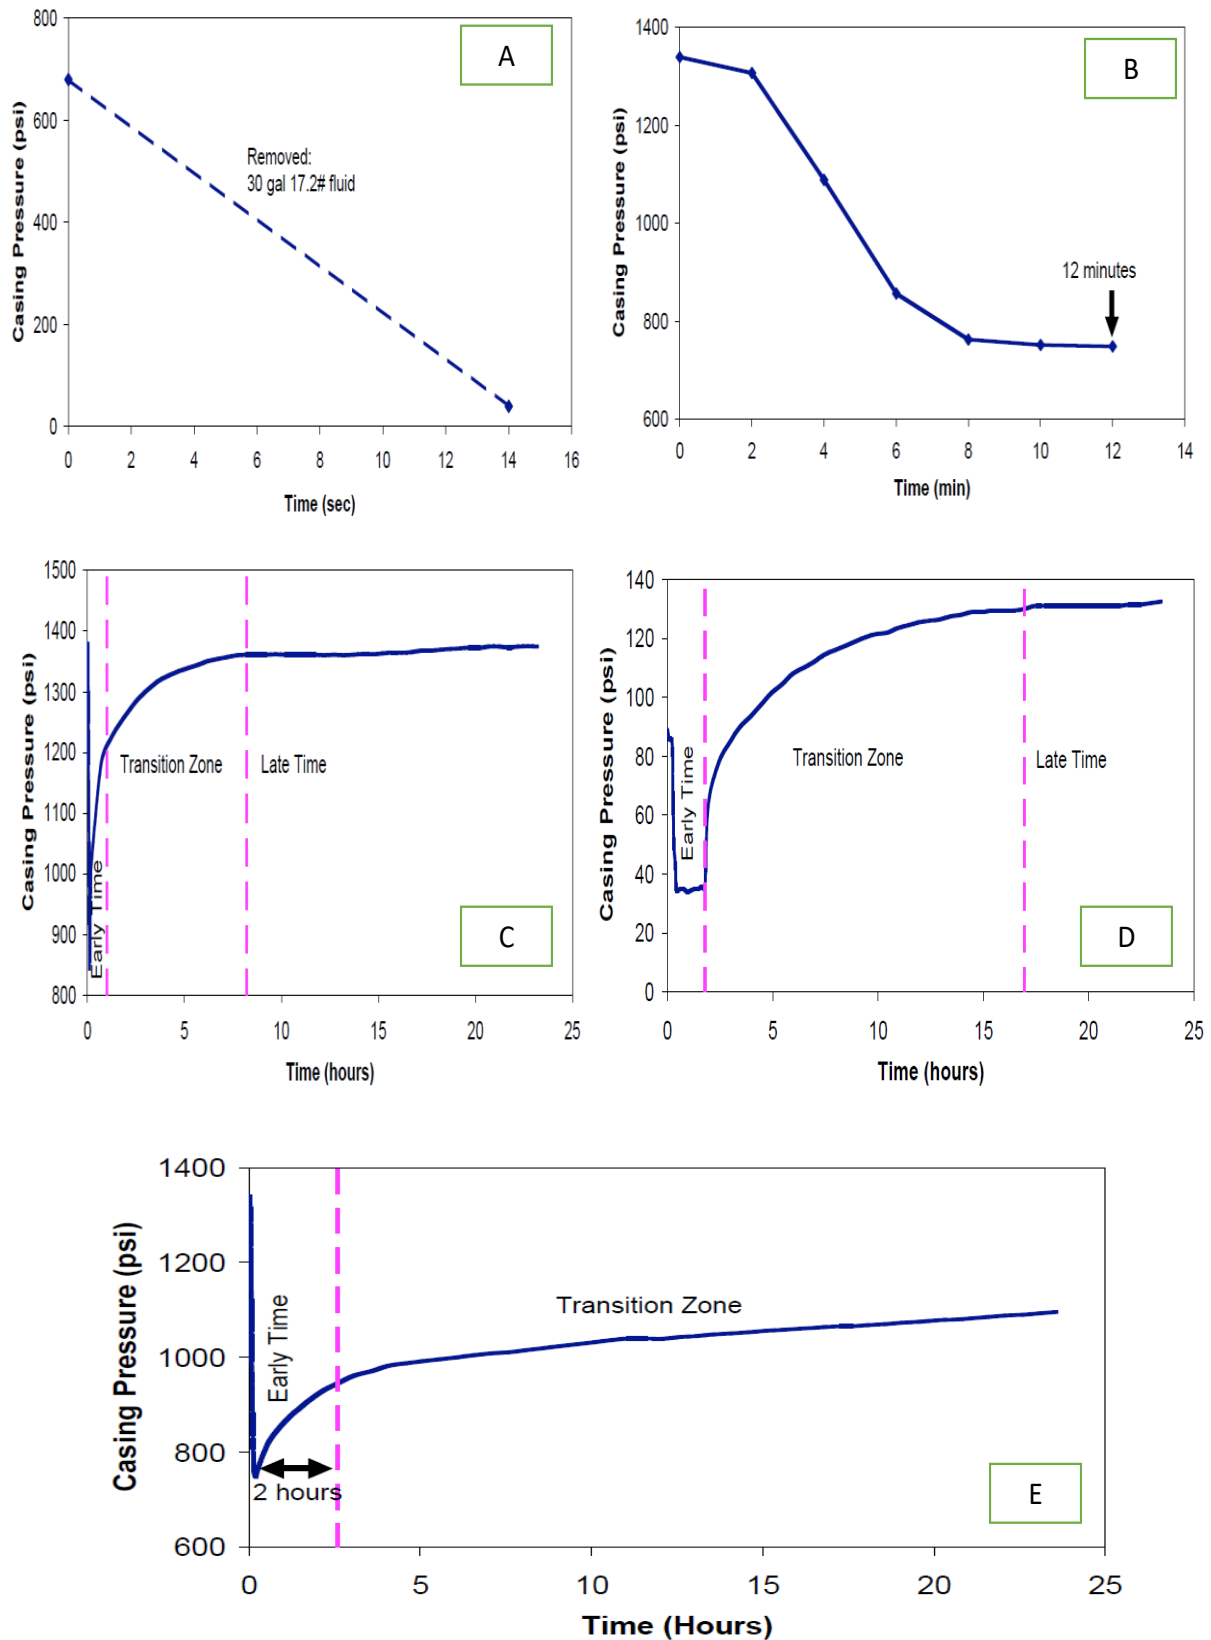 800
600
400
200
0
Casing Pressure (psi)
A
Removed:
30 gal 17.2# fluid
0 2 4 6 8 10 12 14 16
Time (sec)
1400
1200
1000
800
600
Casing Pressure (psi)
B
12 minutes
0 2 4 6 8 10 12 14
Time (min)
1500
1400
1300
1200
1100
1000
900
800
Casing Pressure (psi)
Early Time
Transition Zone
Late Time
C
0 5 10 15 20 25
Time (hours)
140
120
100
80
60
40
20
0
Casing Pressure (psi)
Early Time
Transition Zone
Late Time
D
0 5 10 15 20 25
Time (hours)
1400
1200
1000
800
600
Casing Pressure (psi)
Early Time
Transition Zone
2 hours
E
0 5 10 15 20 25
Time (Hours)